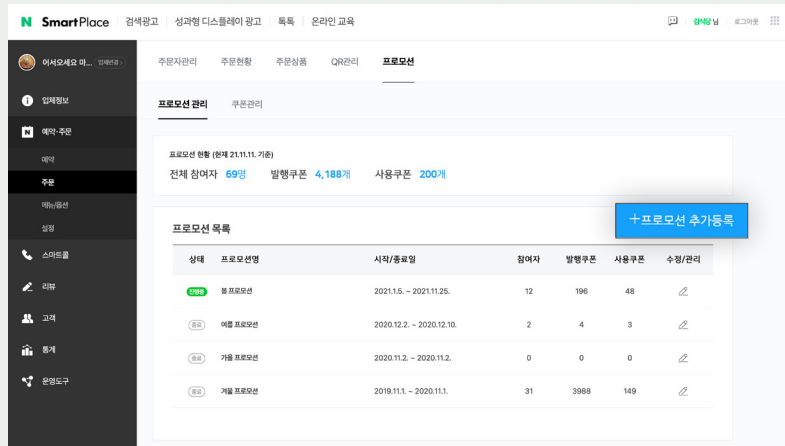 N SmartPlace 검색광고 성과형 디스플레이 광고 톡톡 온라인 교육 김식당 님 로그아웃
어서오세요 마... 업체변경 >
주문자관리 주문현황 주문상품 QR관리 프로모션
업체정보
프로모션 관리 쿠폰관리
N 예약·주문
예약
주문
메뉴/옵션
설정
스마트콜
리뷰
고객
통계
운영도구
프로모션 현황 (현재 21.11.11. 기준)
전체 참여자 69명 발행쿠폰 4,188개 사용쿠폰 200개
+프로모션 추가등록
프로모션 목록
상태 프로모션명 시작/종료일 참여자 발행쿠폰 사용쿠폰 수정/관리
진행중 봄 프로모션 2021.1.5. ~ 2021.11.25. 12 196 48
종료 여름 프로모션 2020.12.2. ~ 2020.12.10. 2 4 3
종료 가을 프로모션 2020.11.2. ~ 2020.11.2. 0 0 0
종료 겨울 프로모션 2019.11.1. ~ 2020.11.1. 31 3988 149